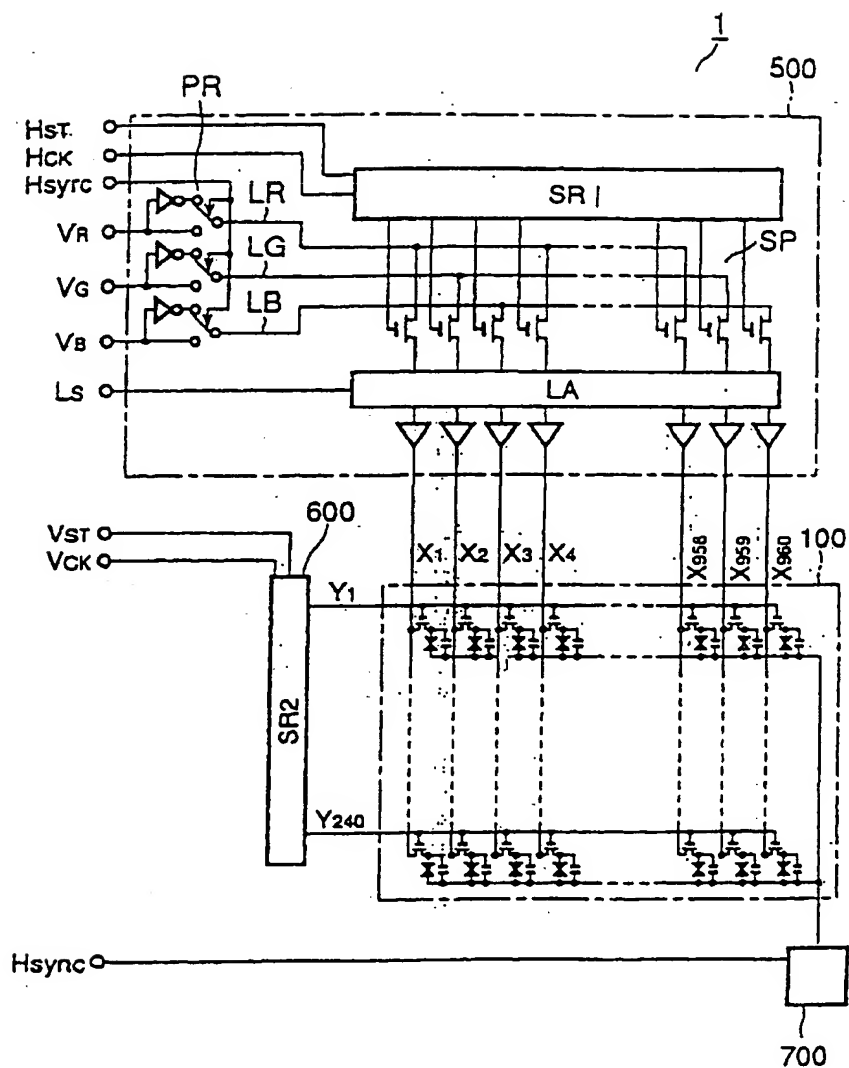 1
500
PR
HST
HCK
Hsyrc
SR1
LR
VR
SP
LG
VG
LB
VB
LS
LA
VST
600
VCK
X1 X2 X3 X4 X958 X959 X960
100
Y1
SR2
Y240
Hsync
700